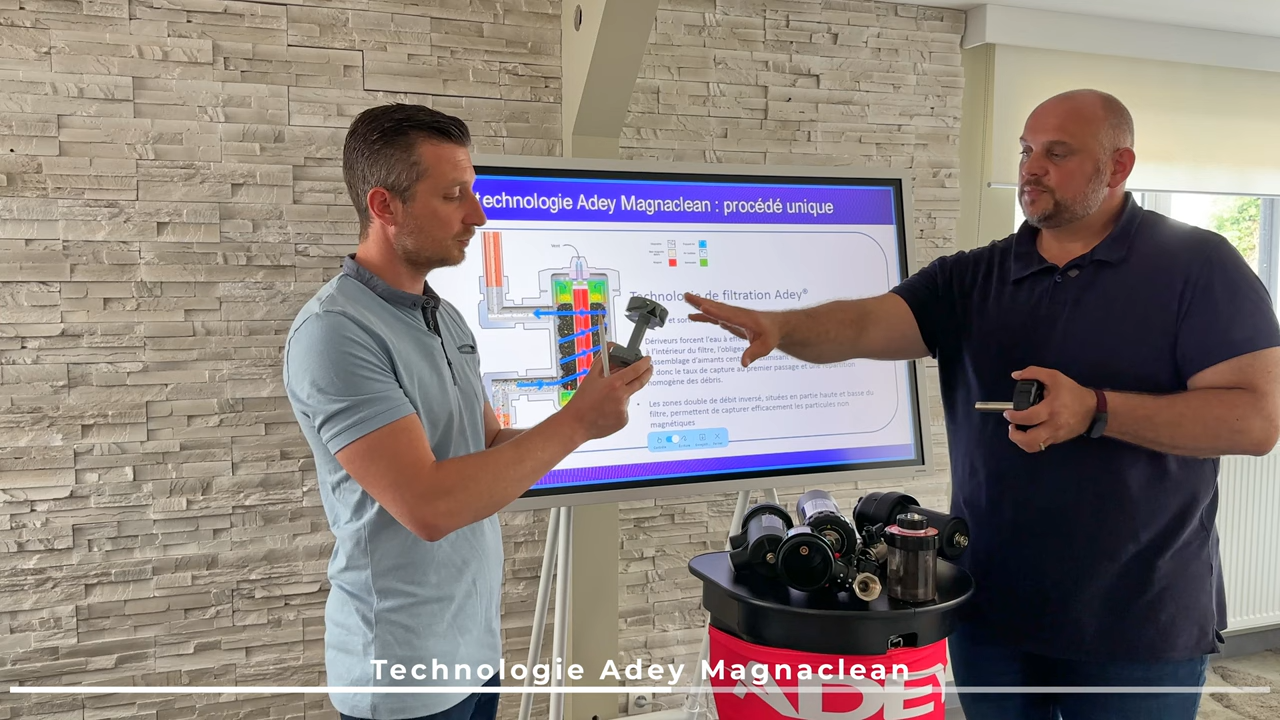 technologie Adey Magnaclean : procédé unique
Technologie de filtration Adey®
et sort
Dériveurs forcent l'eau à
à l'intérieur du filtre,
assemblage d'aimants
donc le taux de capture au premier passage et une répartition
homogène des débris.
• Les zones double de débit inversé, situées en partie haute et basse du
filtre, permettent de capturer efficacement les particules non
magnétiques
Technologie Adey Magnaclean
ADEY